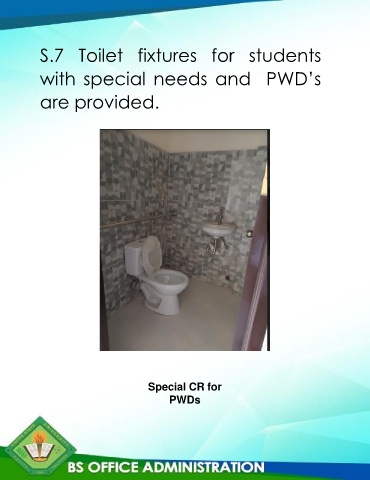 S.7 Toilet fixtures for students
with special needs and PWD's
are provided.
Special CR for
PWDs
BS OFFICE ADMINISTRATION